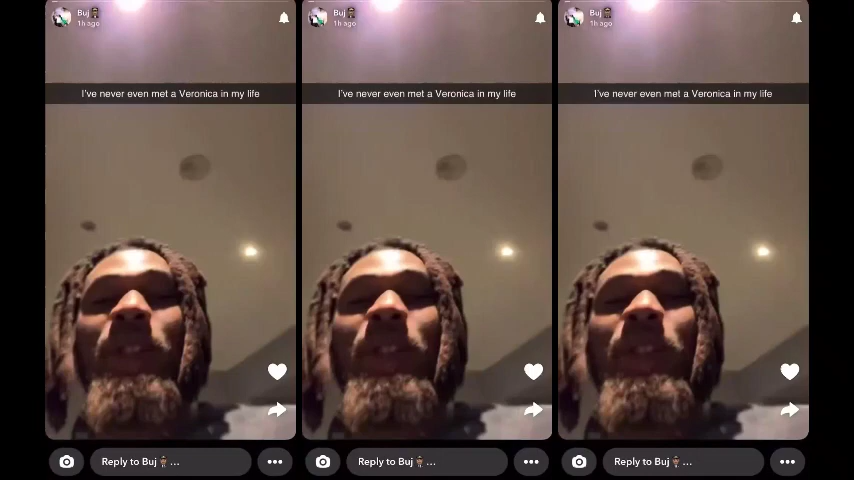 Buj
1h ago
I've never even met a Veronica in my life
Reply to Buj ...
Buj
1h ago
I've never even met a Veronica in my life
Reply to Buj ...
Buj
1h ago
I've never even met a Veronica in my life
Reply to Buj ...